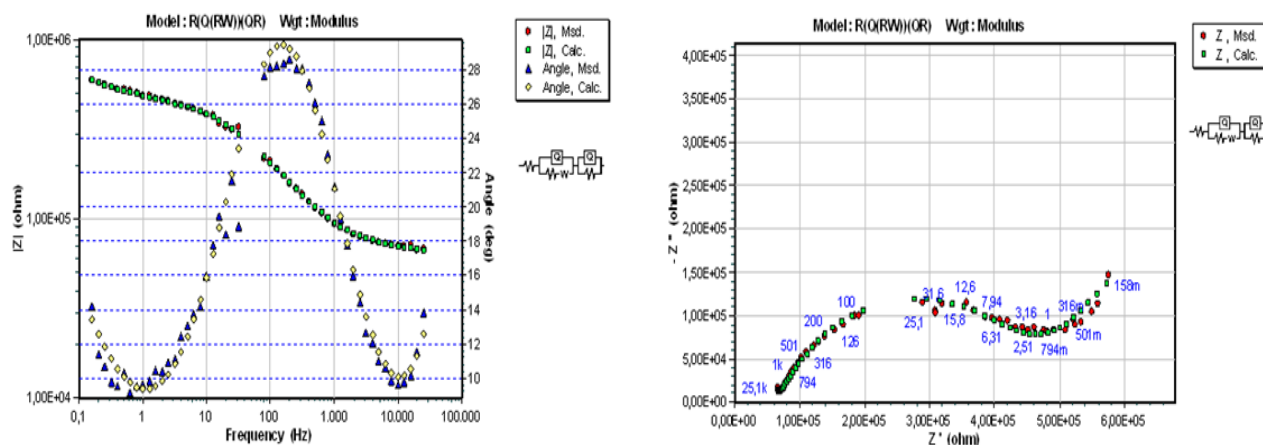 Model : R(Q(RW))(QR) Wgt : Modulus
|Z|, Msd.
|Z|, Calc.
Angle, Msd.
Angle, Calc.
1,00E+06
1,00E+05
1,00E+04
|Z| (ohm)
28
26
24
22
20
18
16
14
12
10
Angle (deg)
0,1
1
10
100
1.000
10.000
100.000
Frequency (Hz)
Q
W
Q
Model : R(Q(RW))(QR) Wgt : Modulus
Z , Msd.
Z , Calc.
4,00E+05
3,50E+05
3,00E+05
2,50E+05
2,00E+05
1,50E+05
1,00E+05
5,00E+04
0,00E+00
- Z'' (ohm)
100
200
126
501
316
1k
794
25,1k
31,6
12,6
25,1
15,8
7,94
6,31
3,16
2,51
1
794m
316m
501m
158m
0,00E+00
1,00E+05
2,00E+05
3,00E+05
4,00E+05
5,00E+05
6,00E+05
Z ' (ohm)
Q
W
Q